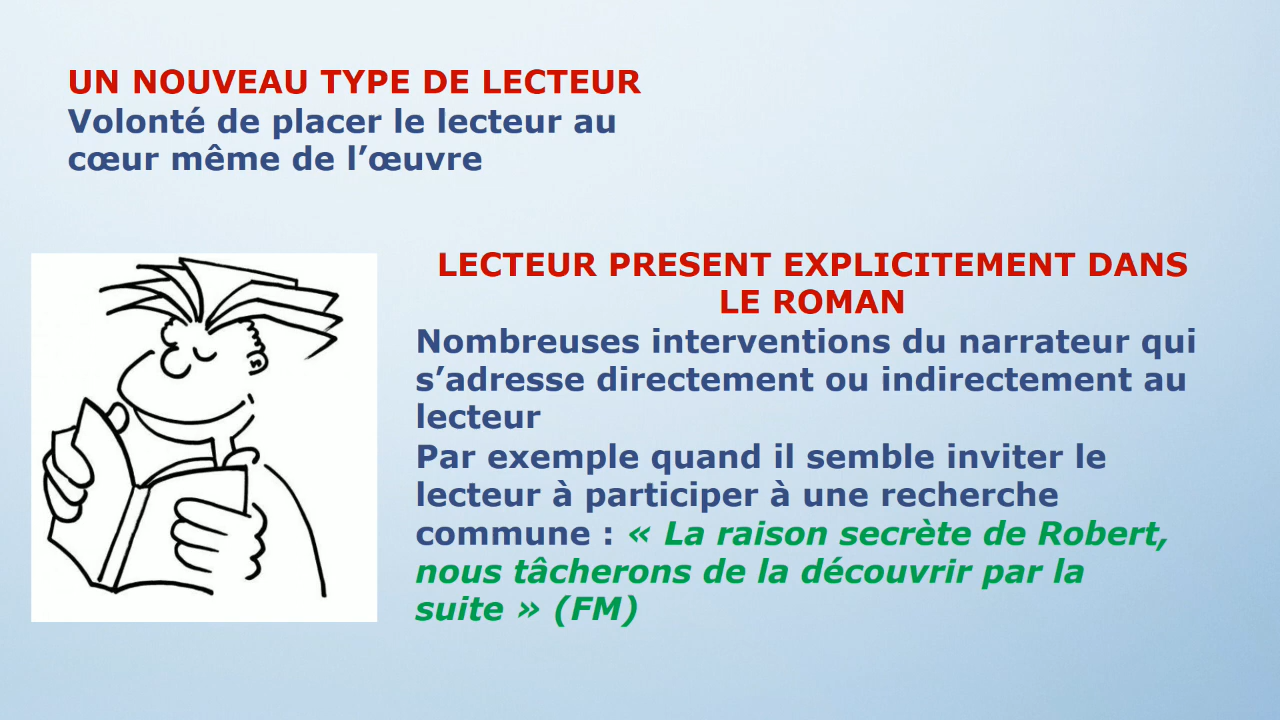 UN NOUVEAU TYPE DE LECTEUR
Volonté de placer le lecteur au
cœur même de l’œuvre
LECTEUR PRESENT EXPLICITEMENT DANS
LE ROMAN
Nombreuses interventions du narrateur qui
s’adresse directement ou indirectement au
lecteur
Par exemple quand il semble inviter le
lecteur à participer à une recherche
commune : « La raison secrète de Robert,
nous tâcherons de la découvrir par la
suite » (FM)